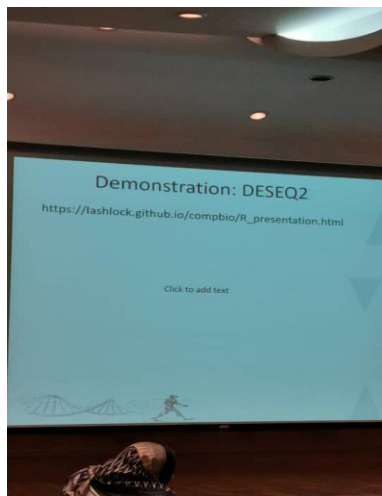 Demonstration: DESEQ2
https://lashlock.github.io/compbio/R_presentation.html
Click to add text